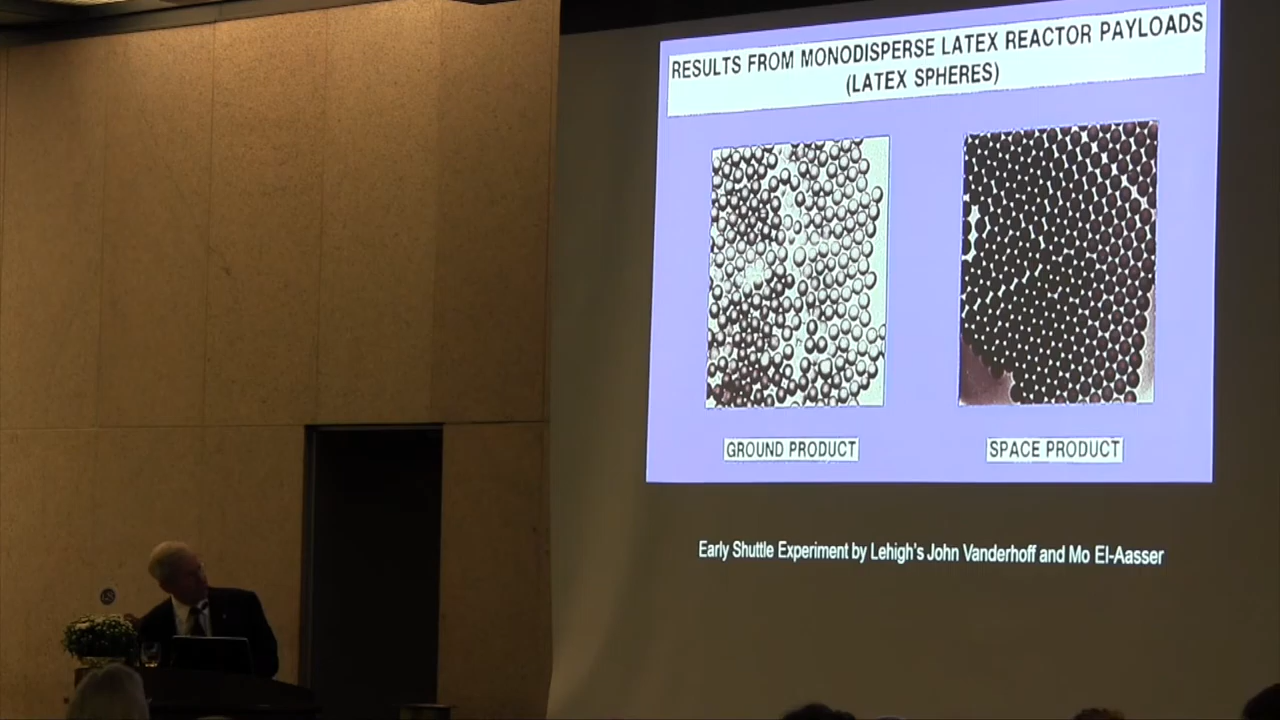 RESULTS FROM MONODISPERSE LATEX REACTOR PAYLOADS
(LATEX SPHERES)
GROUND PRODUCT
SPACE PRODUCT
Early Shuttle Experiment by Lehigh's John Vanderhoff and Mo El-Aasser